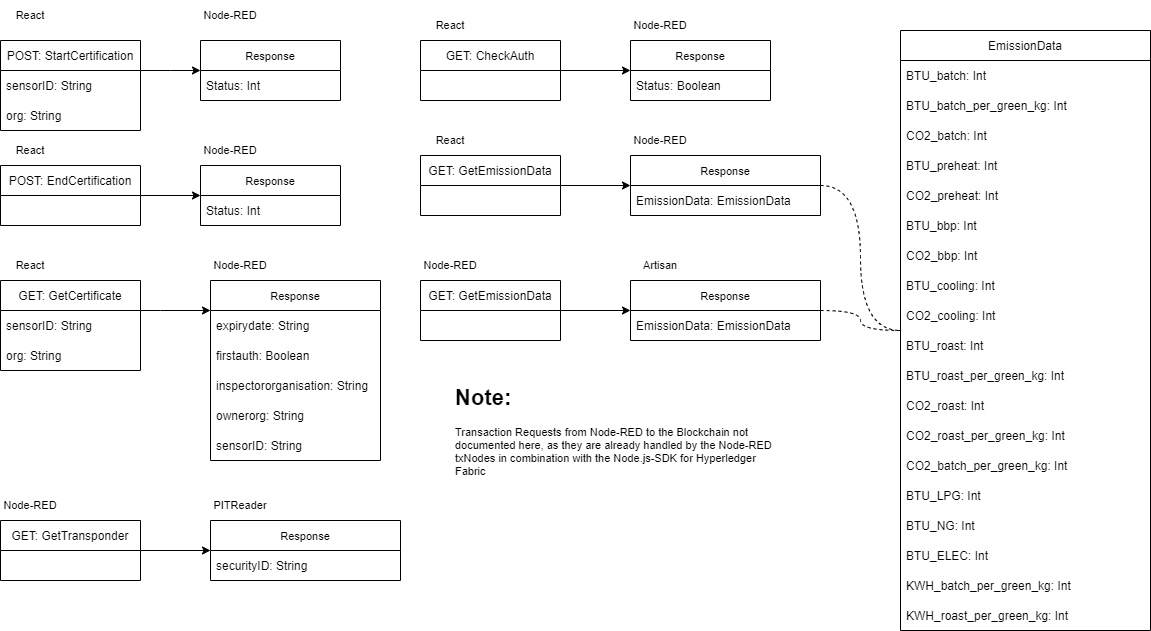 React
Node-RED
POST: StartCertification
sensorID: String
org: String
Response
Status: Int
React
Node-RED
POST: EndCertification
Response
Status: Int
React
Node-RED
GET: GetCertificate
sensorID: String
org: String
Response
expirydate: String
firstauth: Boolean
inspectororganisation: String
ownerorg: String
sensorID: String
Node-RED
PITReader
GET: GetTransponder
Response
securityID: String
React
Node-RED
GET: CheckAuth
Response
Status: Boolean
React
Node-RED
GET: GetEmissionData
Response
EmissionData: EmissionData
Node-RED
Artisan
GET: GetEmissionData
Response
EmissionData: EmissionData
Note:
Transaction Requests from Node-RED to the Blockchain not
documented here, as they are already handled by the Node-RED
txNodes in combination with the Node.js-SDK for Hyperledger
Fabric
EmissionData
BTU_batch: Int
BTU_batch_per_green_kg: Int
CO2_batch: Int
BTU_preheat: Int
CO2_preheat: Int
BTU_bbp: Int
CO2_bbp: Int
BTU_cooling: Int
CO2_cooling: Int
BTU_roast: Int
BTU_roast_per_green_kg: Int
CO2_roast: Int
CO2_roast_per_green_kg: Int
CO2_batch_per_green_kg: Int
BTU_LPG: Int
BTU_NG: Int
BTU_ELEC: Int
KWH_batch_per_green_kg: Int
KWH_roast_per_green_kg: Int